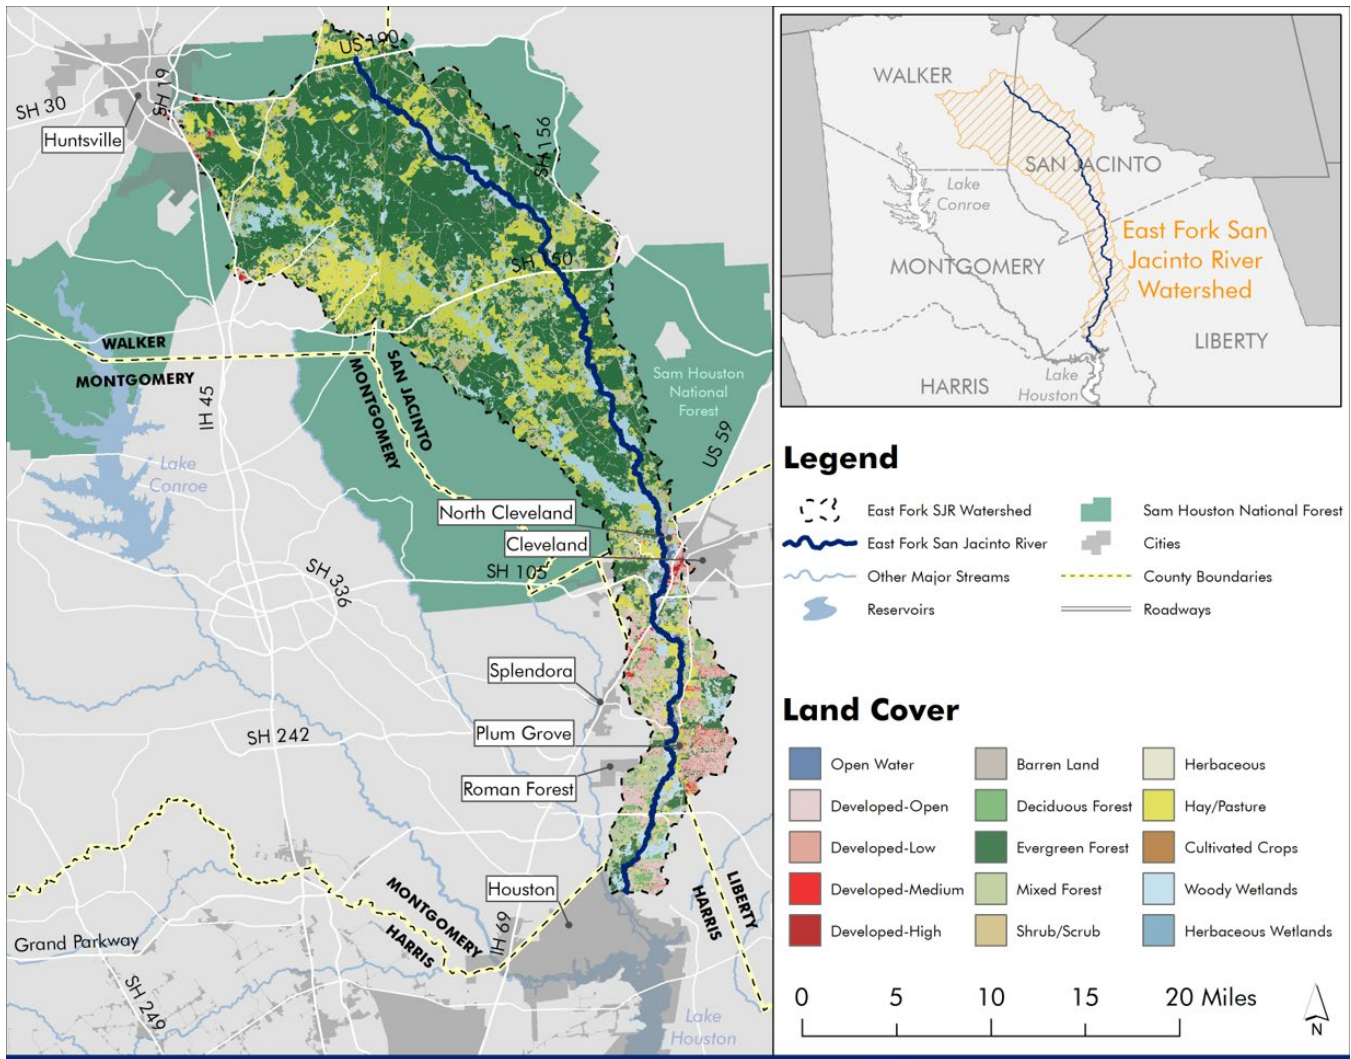 US 190
SH 19
SH 30
Huntsville
SH 156
SH 150
WALKER
MONTGOMERY
SAN JACINTO
MONTGOMERY
IH 45
Sam Houston
National
Forest
US 59
Lake
Conroe
North Cleveland
Cleveland
SH 105
SH 336
Splendora
Plum Grove
SH 242
Roman Forest
Houston
MONTGOMERY
HARRIS
LIBERTY
HARRIS
IH 69
Grand Parkway
SH 249
Lake
Houston
WALKER
SAN JACINTO
Lake
Conroe
MONTGOMERY
East Fork San
Jacinto River
Watershed
LIBERTY
HARRIS
Lake
Houston
Legend
East Fork SJR Watershed
East Fork San Jacinto River
Other Major Streams
Reservoirs
Sam Houston National Forest
Cities
County Boundaries
Roadways
Land Cover
Open Water
Developed-Open
Developed-Low
Developed-Medium
Developed-High
Barren Land
Deciduous Forest
Evergreen Forest
Mixed Forest
Shrub/Scrub
Herbaceous
Hay/Pasture
Cultivated Crops
Woody Wetlands
Herbaceous Wetlands
0 5 10 15 20 Miles
N